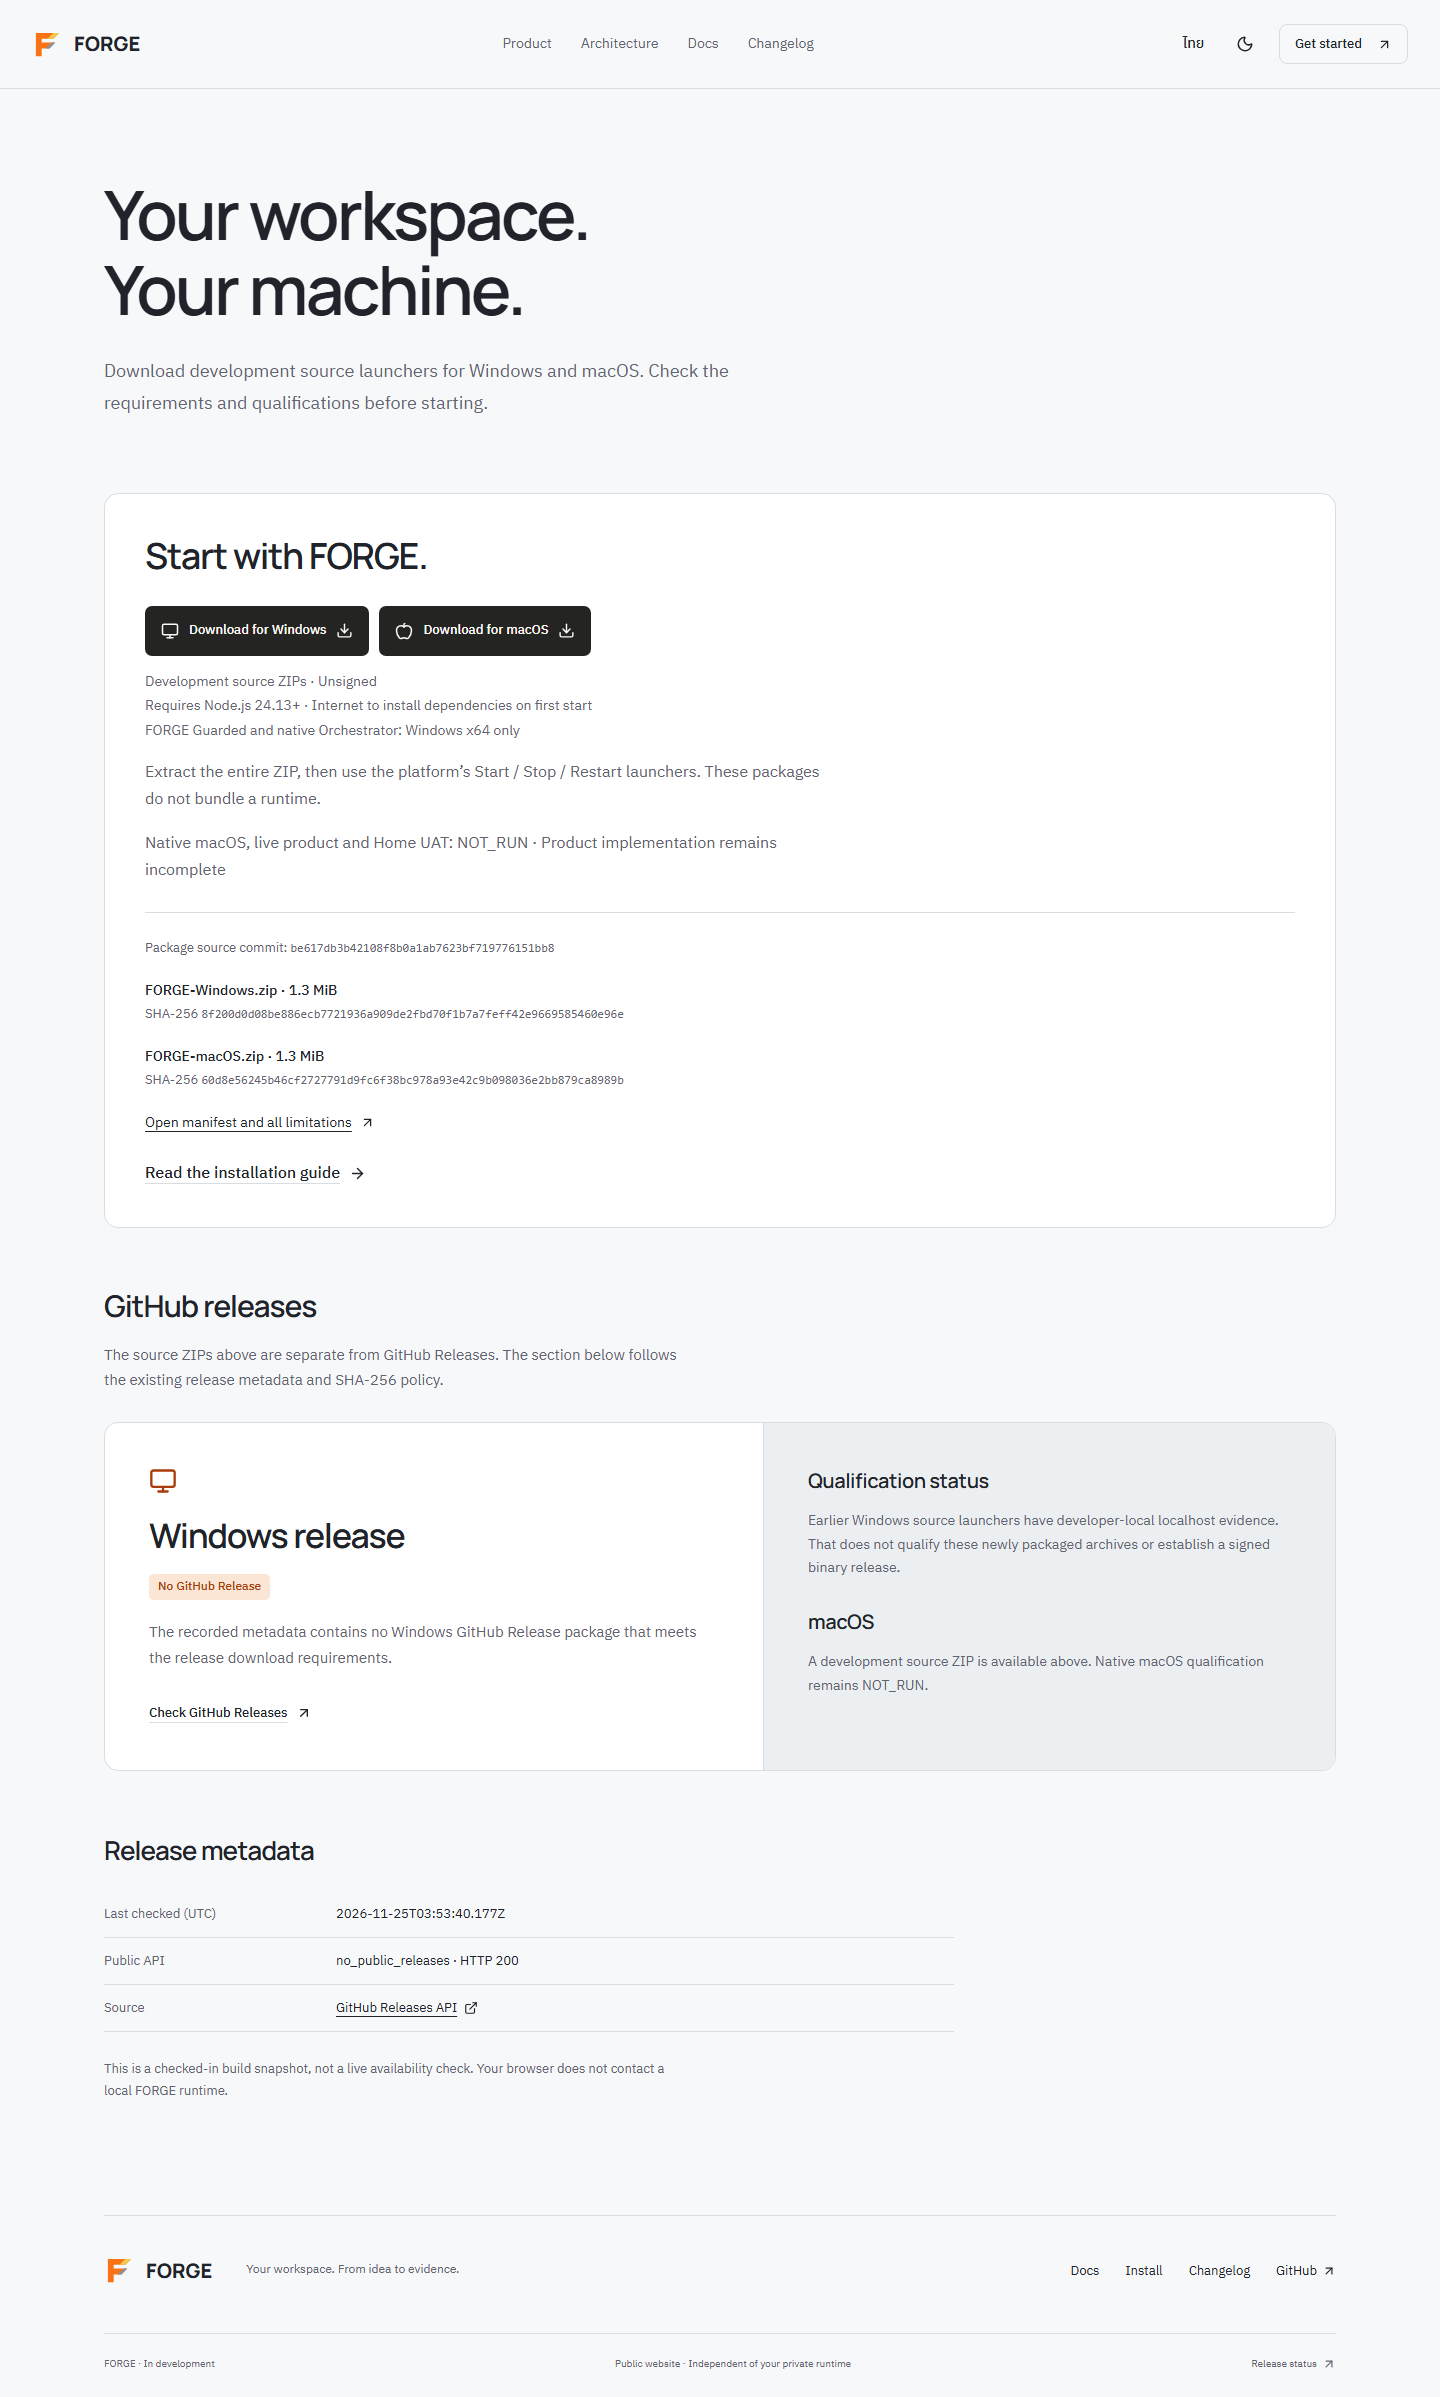 FORGE
Product
Architecture
Docs
Changelog
ไทย
Get started
Your workspace.
Your machine.
Download development source launchers for Windows and macOS. Check the
requirements and qualifications before starting.
Start with FORGE.
Download for Windows
Download for macOS
Development source ZIPs · Unsigned
Requires Node.js 24.13+ · Internet to install dependencies on first start
FORGE Guarded and native Orchestrator: Windows x64 only
Extract the entire ZIP, then use the platform’s Start / Stop / Restart launchers. These packages
do not bundle a runtime.
Native macOS, live product and Home UAT: NOT_RUN · Product implementation remains
incomplete
Package source commit: be617db3b42108f8b0a1ab7623bf719776151bb8
FORGE-Windows.zip · 1.3 MiB
SHA-256 8f200d0d08be886ecb7721936a909de2fbd70f1b7a7feff42e9669585460e96e
FORGE-macOS.zip · 1.3 MiB
SHA-256 60d8e56245b46cf2727791d9fc6f38bc978a93e42c9b098036e2bb879ca8989b
Open manifest and all limitations
Read the installation guide
GitHub releases
The source ZIPs above are separate from GitHub Releases. The section below follows
the existing release metadata and SHA-256 policy.
Windows release
No GitHub Release
The recorded metadata contains no Windows GitHub Release package that meets
the release download requirements.
Check GitHub Releases
Qualification status
Earlier Windows source launchers have developer-local localhost evidence.
That does not qualify these newly packaged archives or establish a signed
binary release.
macOS
A development source ZIP is available above. Native macOS qualification
remains NOT_RUN.
Release metadata
Last checked (UTC)
2026-11-25T03:53:40.177Z
Public API
no_public_releases · HTTP 200
Source
GitHub Releases API
This is a checked-in build snapshot, not a live availability check. Your browser does not contact a
local FORGE runtime.
FORGE
Your workspace. From idea to evidence.
Docs
Install
Changelog
GitHub
FORGE · In development
Public website · Independent of your private runtime
Release status